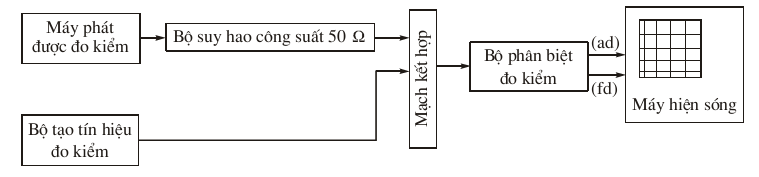 Máy phát
được đo kiểm
Bộ suy hao công suất 50 Ω
Mạch kết hợp
Bộ phân biệt
đo kiểm
(ad)
(fd)
Máy hiện sóng
Bộ tạo tín hiệu
đo kiểm